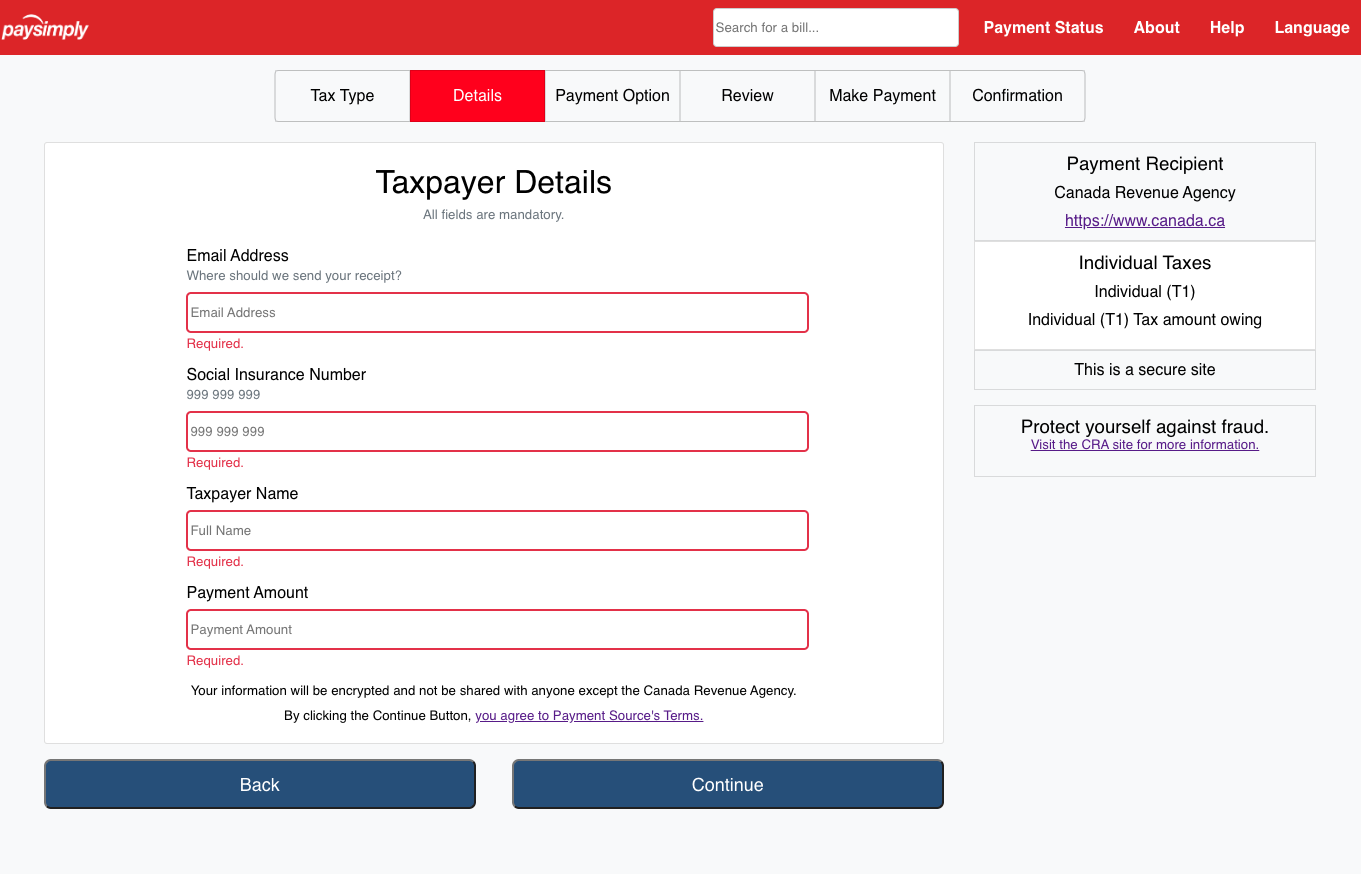 paysimply
Search for a bill...
Payment Status
About
Help
Language
Tax Type
Details
Payment Option
Review
Make Payment
Confirmation
Taxpayer Details
All fields are mandatory.
Email Address
Where should we send your receipt?
Email Address
Required.
Social Insurance Number
999 999 999
999 999 999
Required.
Taxpayer Name
Full Name
Required.
Payment Amount
Payment Amount
Required.
Your information will be encrypted and not be shared with anyone except the Canada Revenue Agency.
By clicking the Continue Button, you agree to Payment Source's Terms.
Back
Continue
Payment Recipient
Canada Revenue Agency
https://www.canada.ca
Individual Taxes
Individual (T1)
Individual (T1) Tax amount owing
This is a secure site
Protect yourself against fraud.
Visit the CRA site for more information.